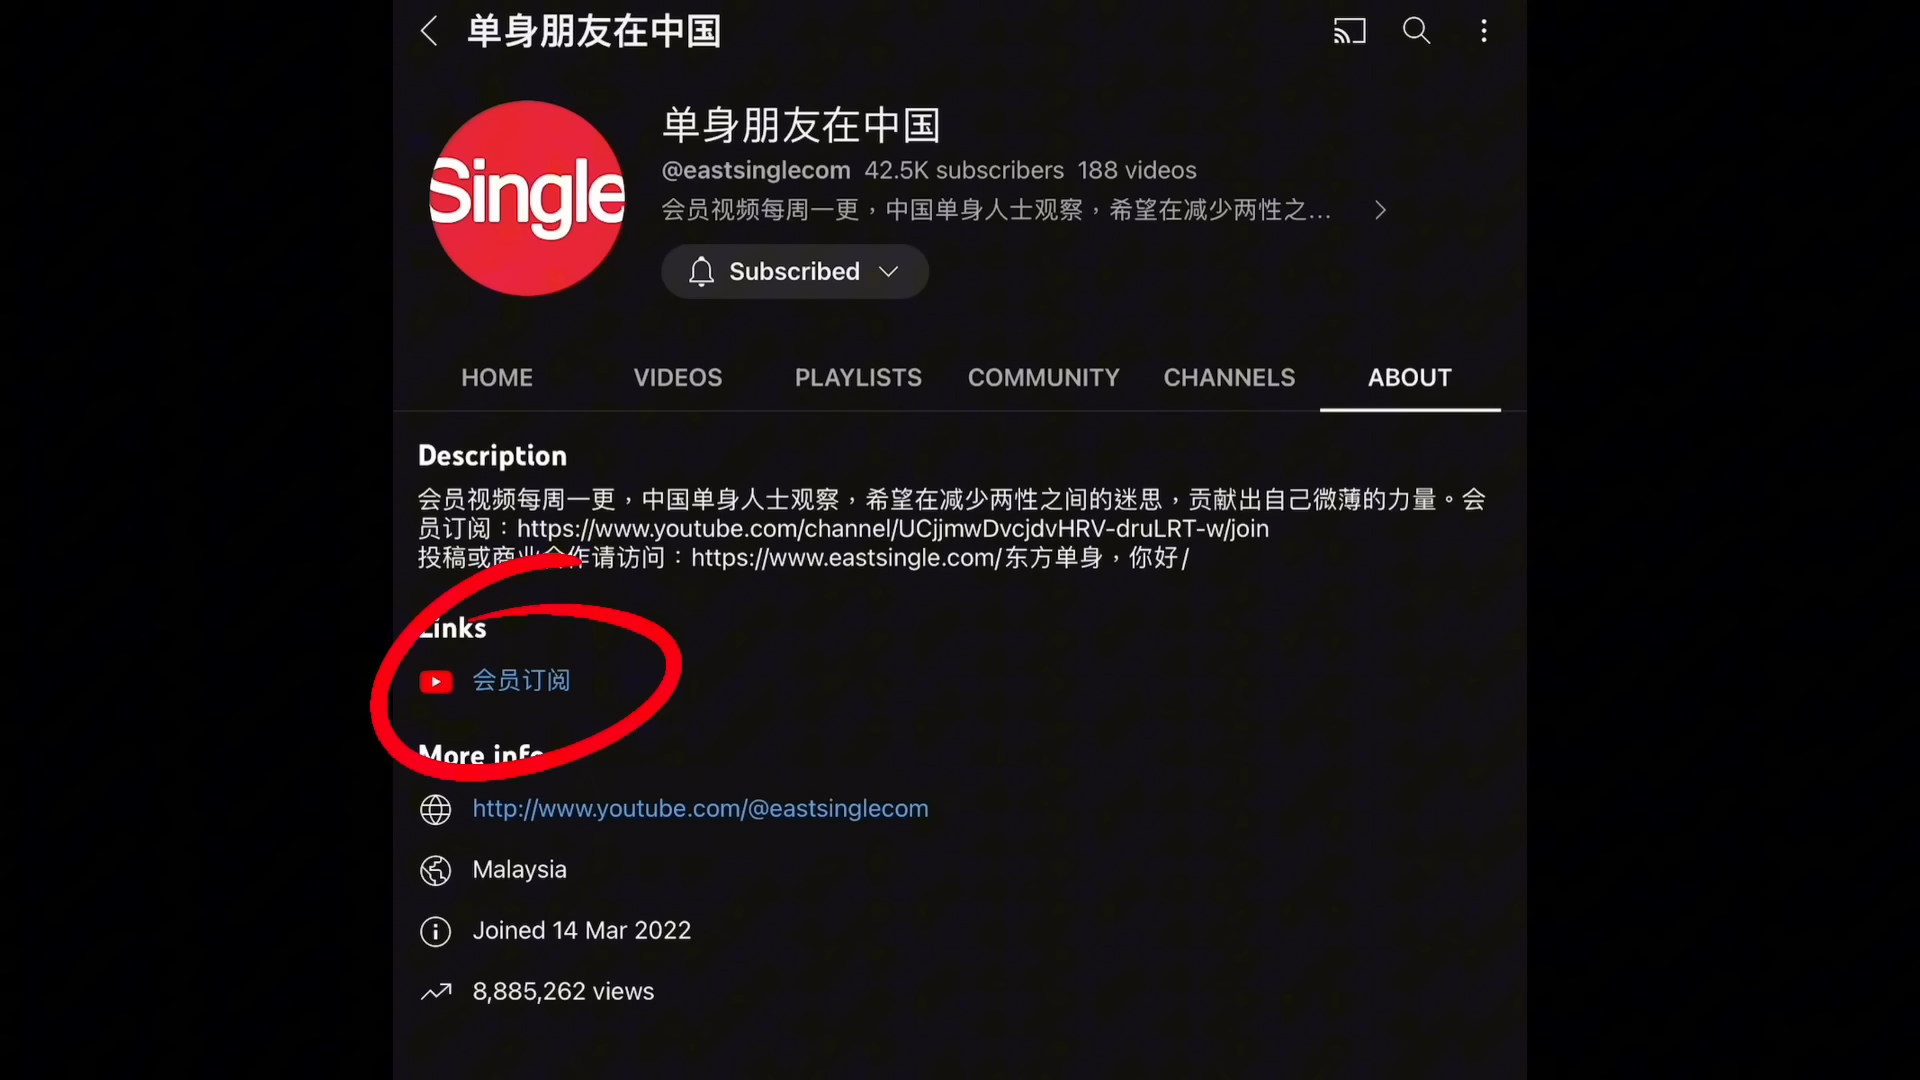 单身朋友在中国
Single
单身朋友在中国
@eastsinglecom 42.5K subscribers 188 videos
会员视频每周一更，中国单身人士观察，希望在减少两性之...
Subscribed
HOME VIDEOS PLAYLISTS COMMUNITY CHANNELS ABOUT
Description
会员视频每周一更，中国单身人士观察，希望在减少两性之间的迷思，贡献出自己微薄的力量。会
员订阅：https://www.youtube.com/channel/UCjjmwDvcjdvHRV-druLRT-w/join
投稿或商业合作请访问：https://www.eastsingle.com/东方单身，你好/
Links
会员订阅
More info
http://www.youtube.com/@eastsinglecom
Malaysia
Joined 14 Mar 2022
8,885,262 views